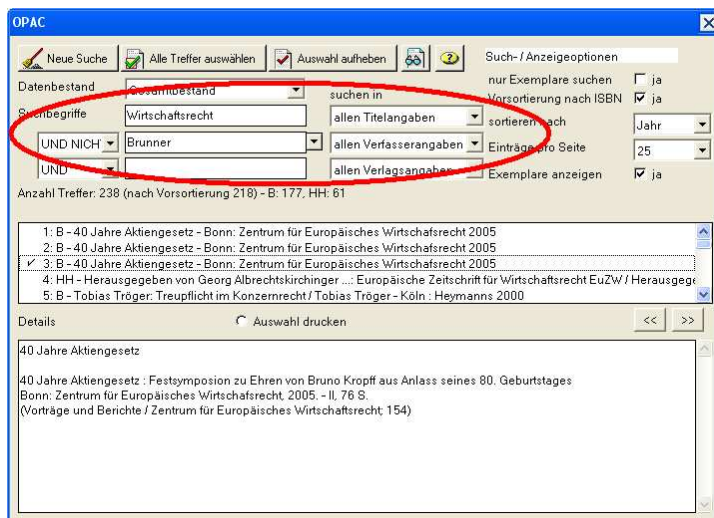 OPAC
Neue Suche Alle Treffer auswählen Auswahl aufheben Such- / Anzeigeoptionen
nur Exemplare suchen ja
Datenbestand Gesamtbestand suchen in Vorsortierung nach ISBN ja
Suchbegriffe Wirtschaftsrecht allen Titelangaben sortieren nach Jahr
UND NICHT Brunner allen Verfasserangaben Einträge pro Seite 25
UND allen Verlagsangaben Exemplare anzeigen ja
Anzahl Treffer: 238 (nach Vorsortierung 218) - B: 177, HH: 61
1: B - 40 Jahre Aktiengesetz - Bonn: Zentrum für Europäisches Wirtschafsrecht 2005
2: B - 40 Jahre Aktiengesetz - Bonn: Zentrum für Europäisches Wirtschafsrecht 2005
✓ 3: B - 40 Jahre Aktiengesetz - Bonn: Zentrum für Europäisches Wirtschafsrecht 2005
4: HH - Herausgegeben von Georg Albrechtskirchinger ...: Europäische Zeitschrift für Wirtschaftsrecht EuZW / Herausgege
5: B - Tobias Tröger: Treupflicht im Konzernrecht / Tobias Tröger - Köln : Heymanns 2000
Details Auswahl drucken << >>
40 Jahre Aktiengesetz
40 Jahre Aktiengesetz : Festsymposion zu Ehren von Bruno Kropff aus Anlass seines 80. Geburtstages
Bonn: Zentrum für Europäisches Wirtschafsrecht, 2005. - II, 76 S.
(Vorträge und Berichte / Zentrum für Europäisches Wirtschaftsrecht; 154)